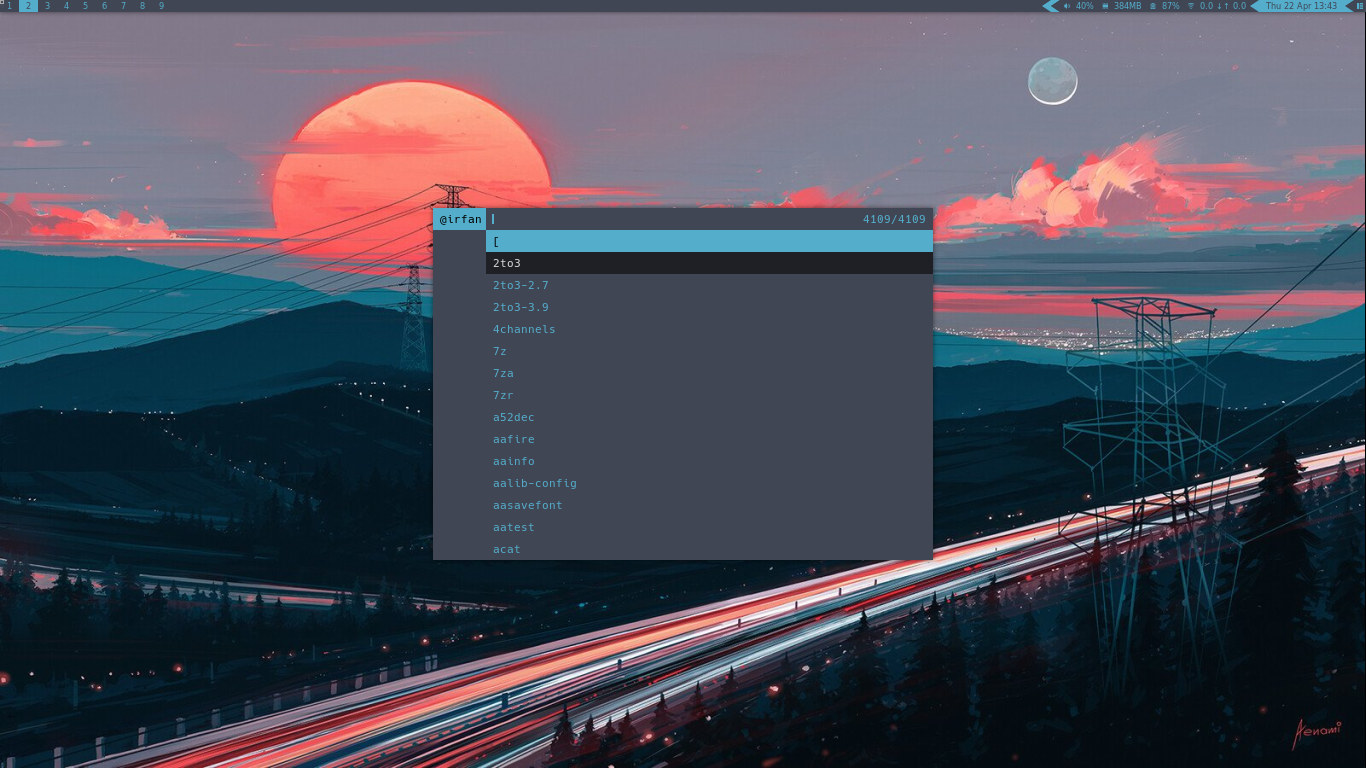 1 2 3 4 5 6 7 8 9 40% 384MB 87% 0.0 ↓↑ 0.0 Thu 22 Apr 13:43
@irfan 4109/4109
[
2to3
2to3-2.7
2to3-3.9
4channels
7z
7za
7zr
a52dec
aafire
aainfo
aalib-config
aasavefont
aatest
acat
Aenami